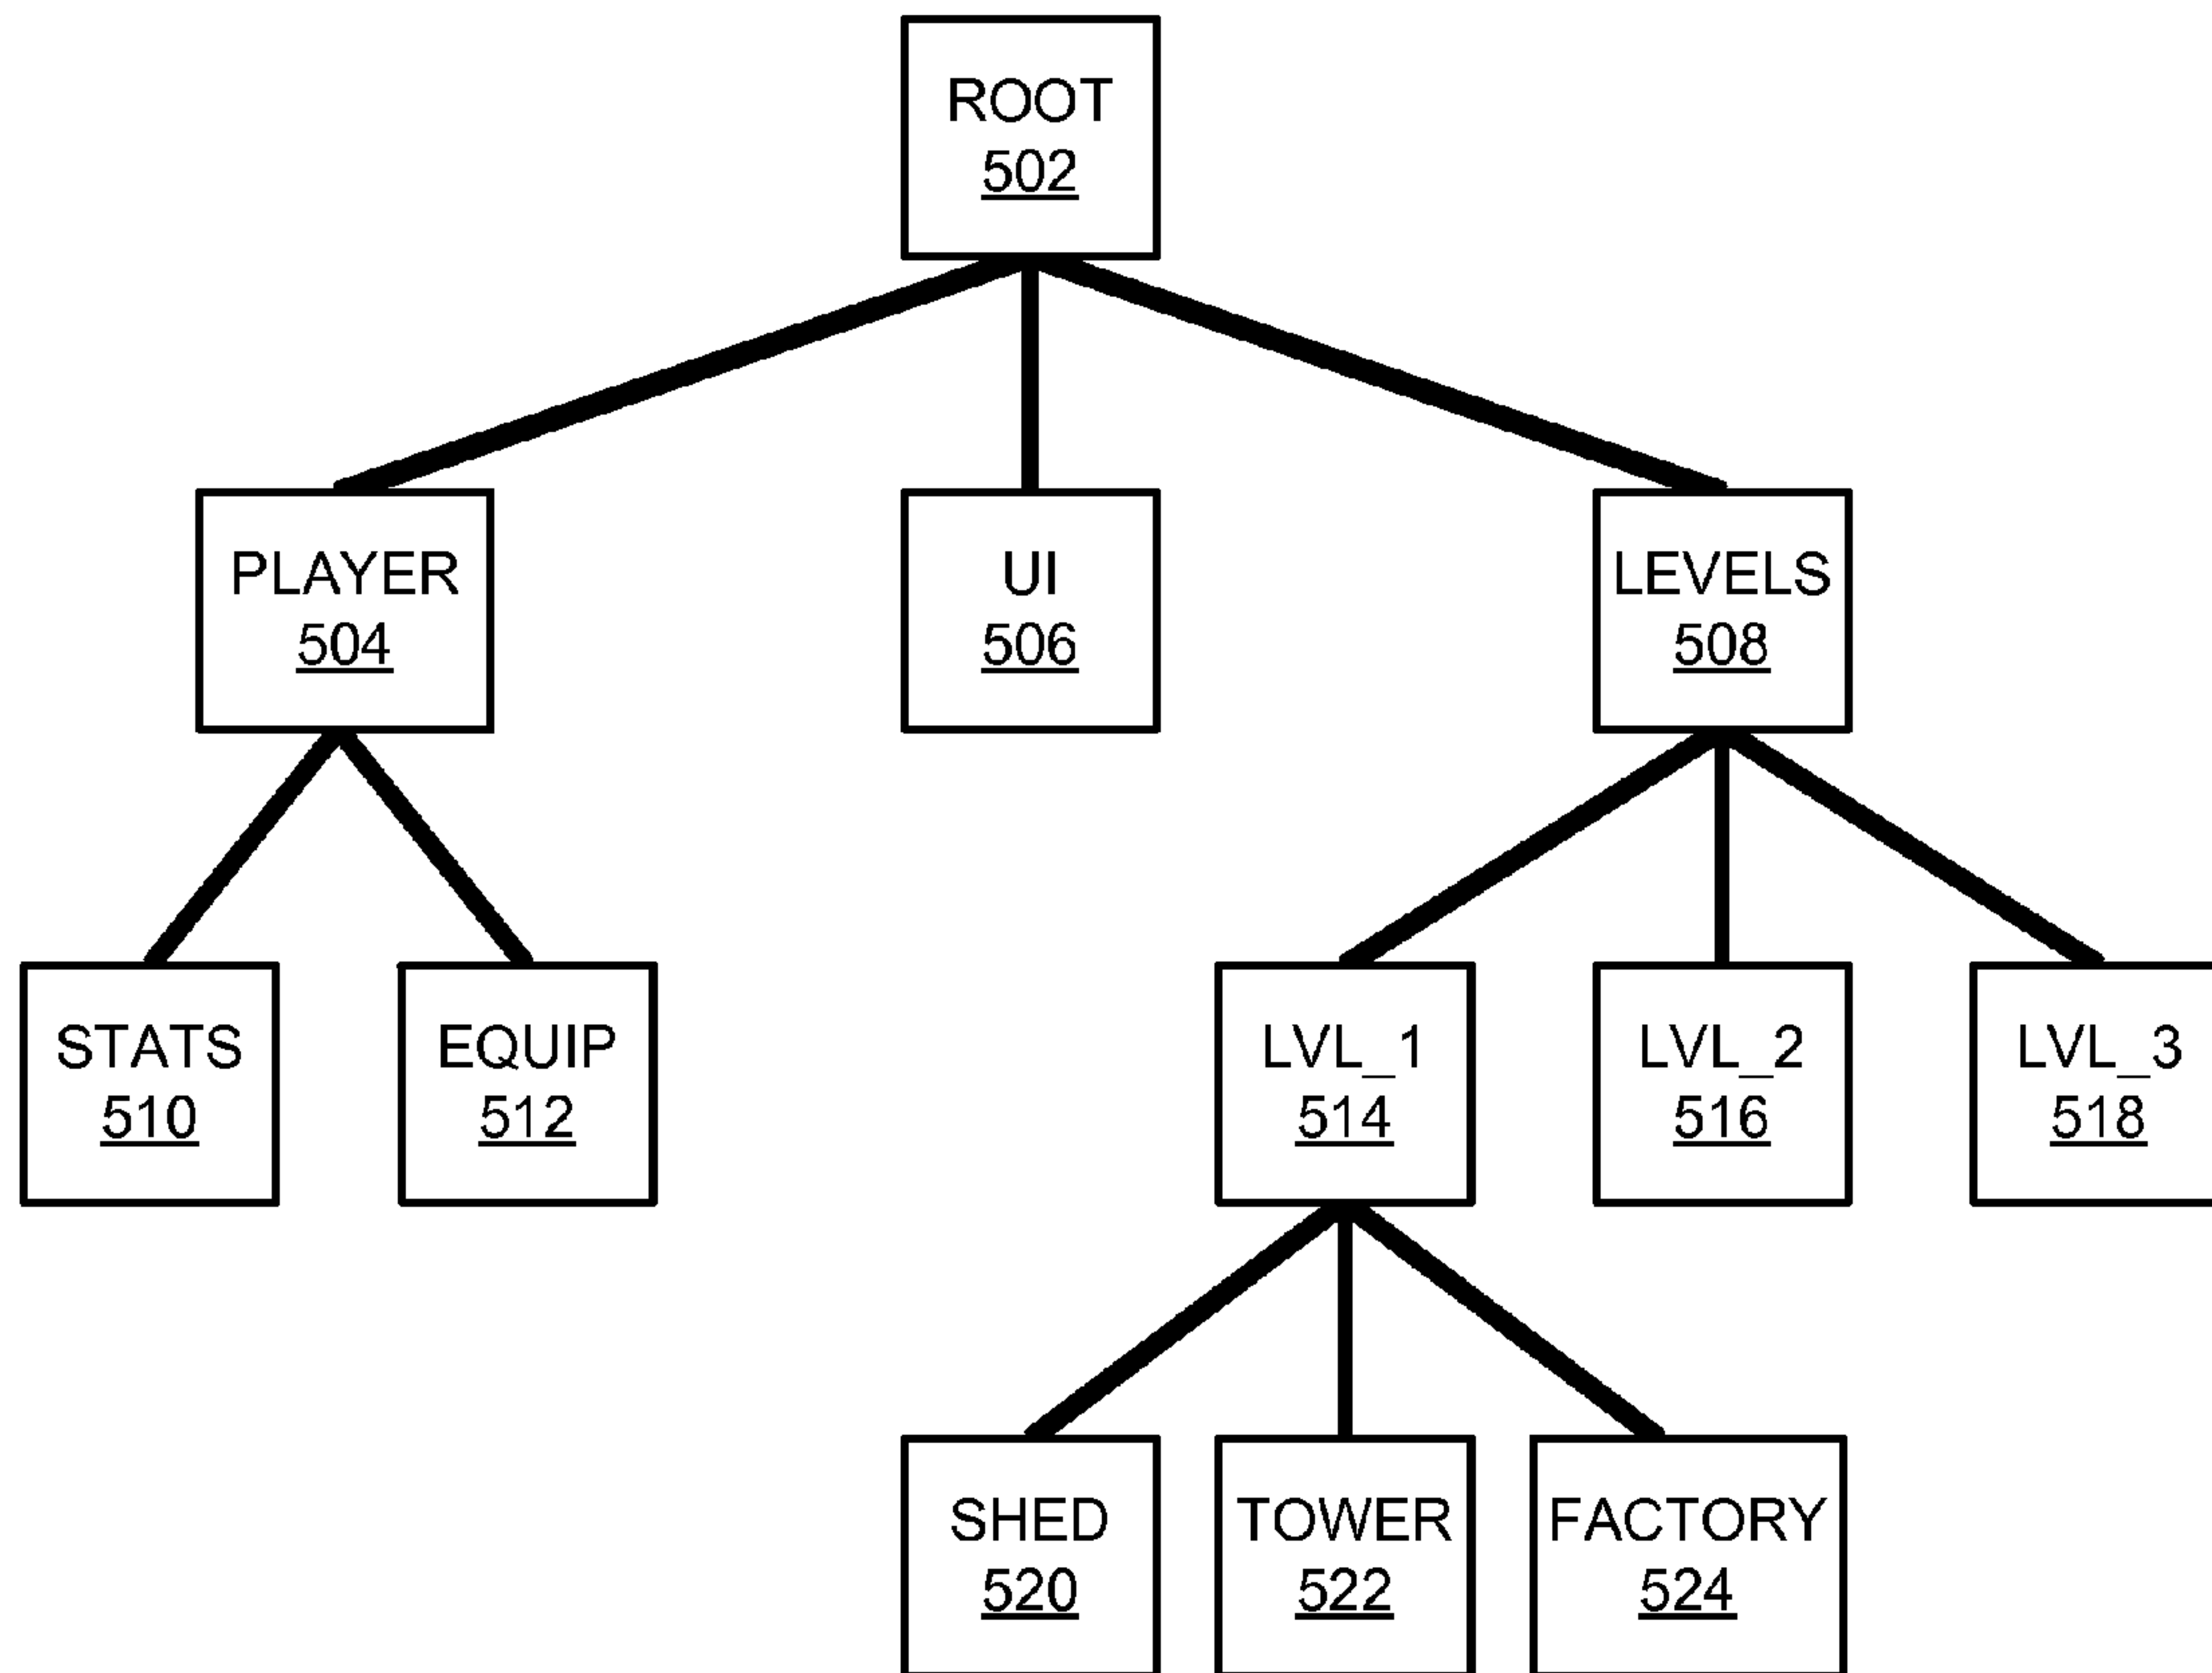 ROOT
502
PLAYER
504
UI
506
LEVELS
508
STATS
510
EQUIP
512
LVL_1
514
LVL_2
516
LVL_3
518
SHED
520
TOWER
522
FACTORY
524